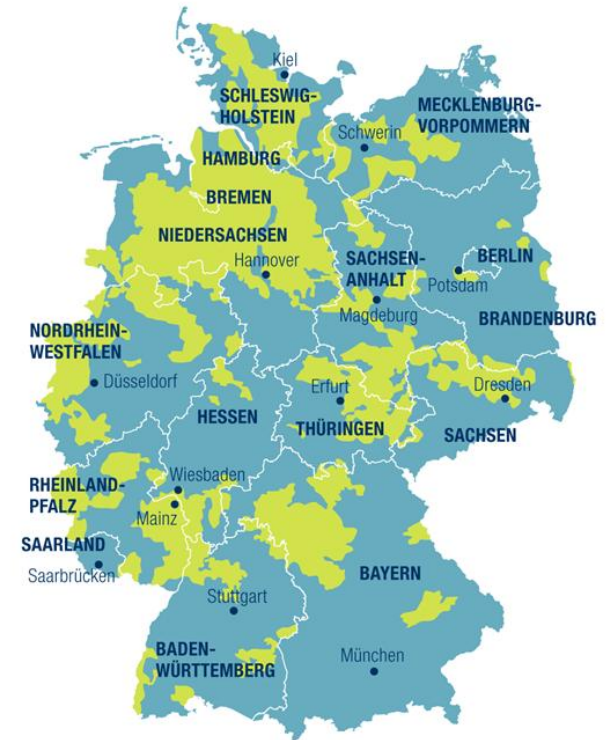 Kiel
SCHLESWIG-
HOLSTEIN
MECKLENBURG-
VORPOMMERN
Schwerin
HAMBURG
BREMEN
NIEDERSACHSEN
Hannover
SACHSEN-
ANHALT
BERLIN
Potsdam
Magdeburg
BRANDENBURG
NORDRHEIN-
WESTFALEN
Düsseldorf
Erfurt
Dresden
HESSEN
THÜRINGEN
SACHSEN
RHEINLAND-
PFALZ
Wiesbaden
Mainz
SAARLAND
Saarbrücken
BAYERN
Stuttgart
BADEN-
WÜRTTEMBERG
München